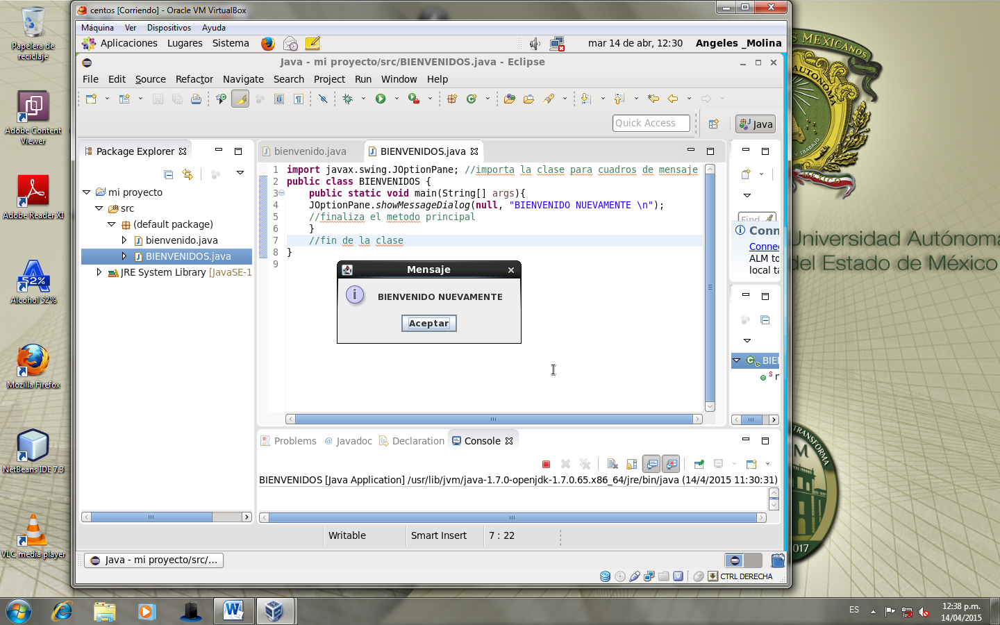 centos [Corriendo] - Oracle VM VirtualBox
Máquina Ver Dispositivos Ayuda
Aplicaciones Lugares Sistema mar 14 de abr, 12:30 Angeles _Molina
Java - mi proyecto/src/BIENVENIDOS.java - Eclipse
File Edit Source Refactor Navigate Search Project Run Window Help
Quick Access
Java
Package Explorer
mi proyecto
src
(default package)
bienvenido.java
BIENVENIDOS.java
JRE System Library [JavaSE-1
bienvenido.java BIENVENIDOS.java
1 import javax.swing.JOptionPane; //importa la clase para cuadros de mensaje
2 public class BIENVENIDOS {
3 public static void main(String[] args){
4 JOptionPane.showMessageDialog(null, "BIENVENIDO NUEVAMENTE \n");
5 //finaliza el metodo principal
6 }
7 //fin de la clase
8 }
9
Mensaje
BIENVENIDO NUEVAMENTE
Aceptar
Find
Conn
Connec
ALM to
local ta
BIEN
Problems Javadoc Declaration Console
BIENVENIDOS [Java Application] /usr/lib/jvm/java-1.7.0-openjdk-1.7.0.65.x86_64/jre/bin/java (14/4/2015 11:30:31)
Writable Smart Insert 7 : 22
Java - mi proyecto/src/...
CTRL DERECHA
Papelera de
reciclaje
Adobe Content
Viewer
Adobe Reader XI
52%
Alcohol 52%
Mozilla Firefox
NetBeans IDE 7.3
VLC media player
S MEXICANOS
Universidad Autónoma
del Estado de México
Y TRABAJO
TRANSFORMA
2017
ES
12:38 p.m.
14/04/2015